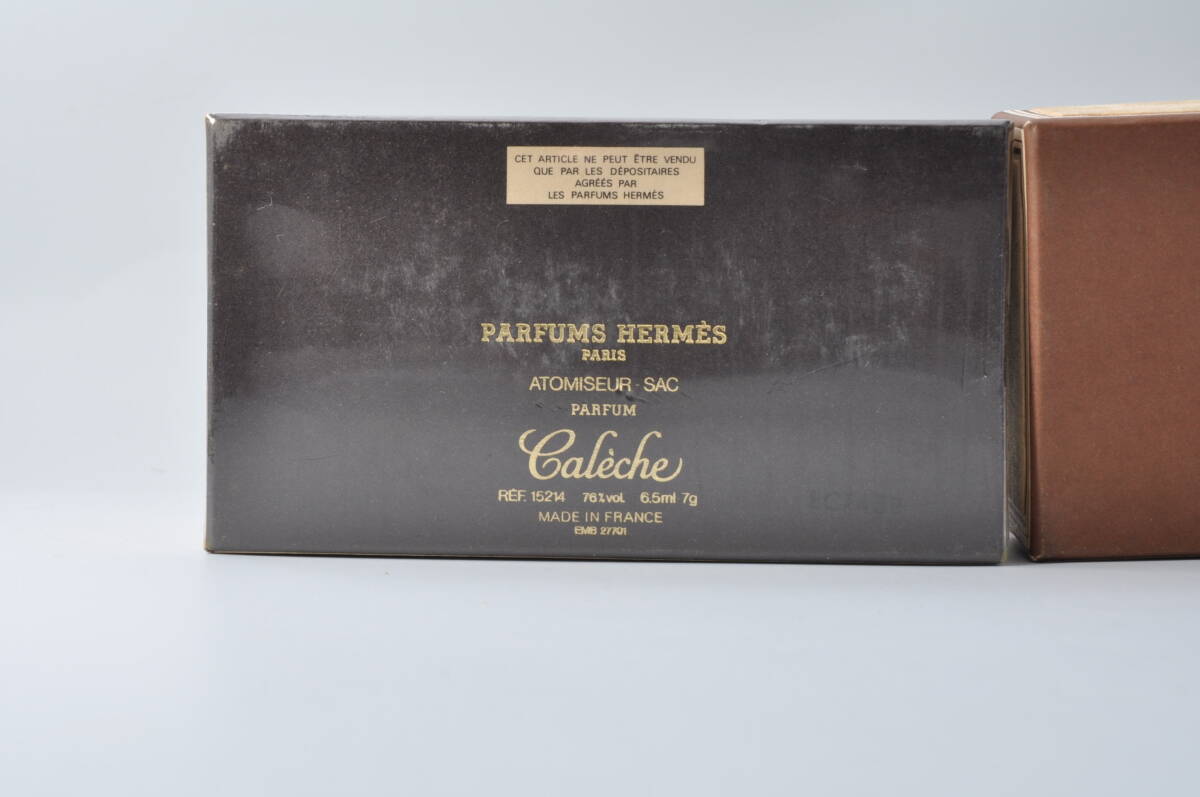 CET ARTICLE NE PEUT ÊTRE VENDU
QUE PAR LES DÉPOSITAIRES
AGRÉÉS PAR
LES PARFUMS HERMÈS
PARFUMS HERMÈS
PARIS
ATOMISEUR-SAC
PARFUM
Calèche
RÉF. 15214 76%vol. 6.5ml 7g
MADE IN FRANCE
EMB 27701